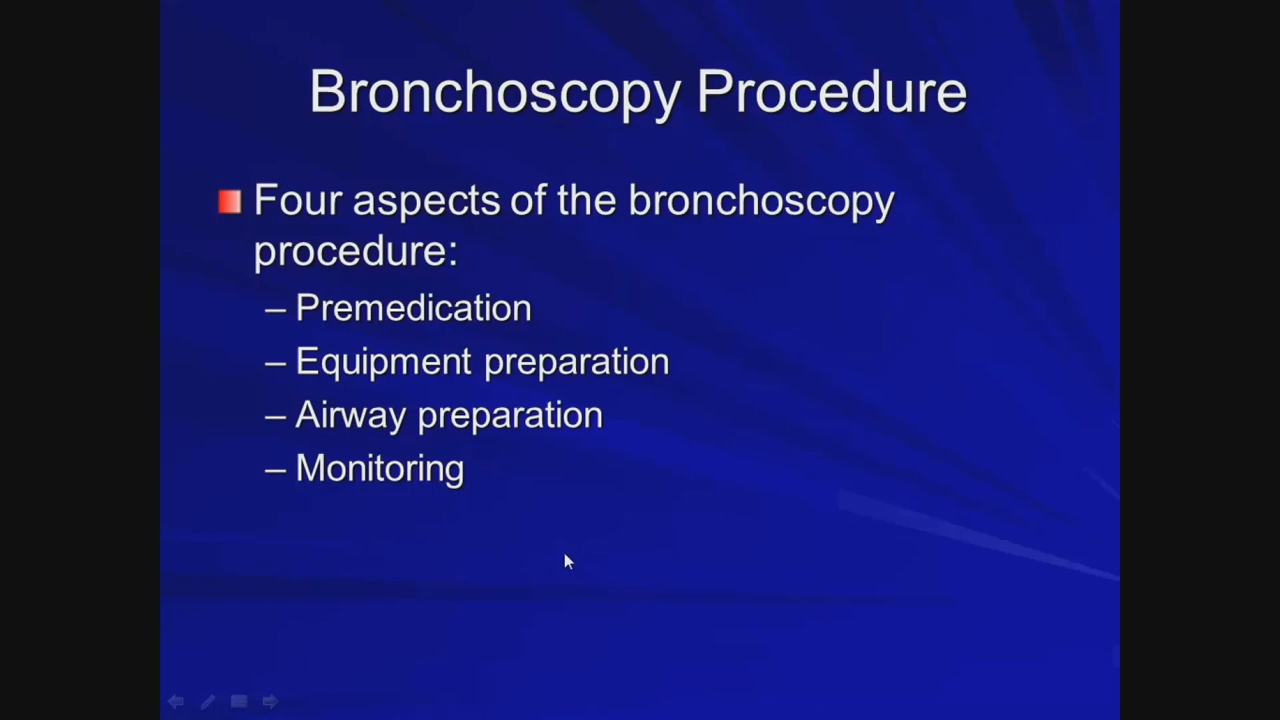 Bronchoscopy Procedure
Four aspects of the bronchoscopy
procedure:
– Premedication
– Equipment preparation
– Airway preparation
– Monitoring